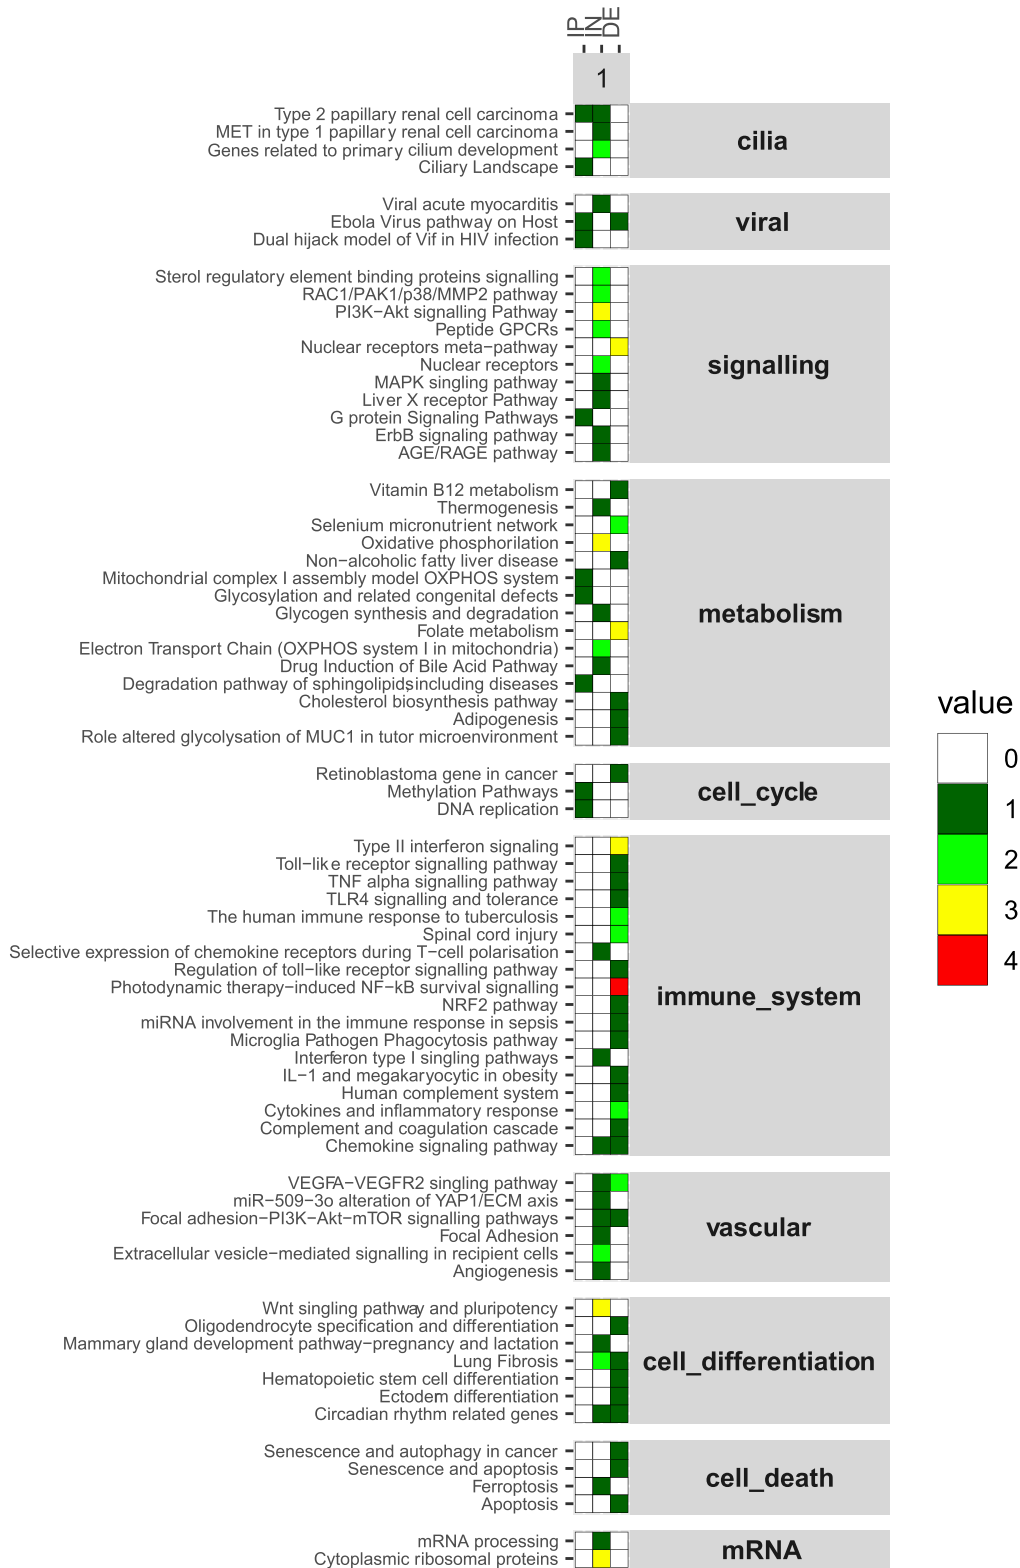 IP
IN
DE
1
Type 2 papillary renal cell carcinoma
MET in type 1 papillary renal cell carcinoma
Genes related to primary cilium development
Ciliary Landscape
cilia
Viral acute myocarditis
Ebola Virus pathway on Host
Dual hijack model of Vif in HIV infection
viral
Sterol regulatory element binding proteins signalling
RAC1/PAK1/p38/MMP2 pathway
PI3K−Akt signalling Pathway
Peptide GPCRs
Nuclear receptors meta−pathway
Nuclear receptors
MAPK singling pathway
Liver X receptor Pathway
G protein Signaling Pathways
ErbB signaling pathway
AGE/RAGE pathway
signalling
Vitamin B12 metabolism
Thermogenesis
Selenium micronutrient network
Oxidative phosphorilation
Non−alcoholic fatty liver disease
Mitochondrial complex I assembly model OXPHOS system
Glycosylation and related congenital defects
Glycogen synthesis and degradation
Folate metabolism
Electron Transport Chain (OXPHOS system I in mitochondria)
Drug Induction of Bile Acid Pathway
Degradation pathway of sphingolipids including diseases
Cholesterol biosynthesis pathway
Adipogenesis
Role altered glycolysation of MUC1 in tutor microenvironment
metabolism
Retinoblastoma gene in cancer
Methylation Pathways
DNA replication
cell_cycle
Type II interferon signaling
Toll−like receptor signalling pathway
TNF alpha signalling pathway
TLR4 signalling and tolerance
The human immune response to tuberculosis
Spinal cord injury
Selective expression of chemokine receptors during T−cell polarisation
Regulation of toll−like receptor signalling pathway
Photodynamic therapy−induced NF−kB survival signalling
NRF2 pathway
miRNA involvement in the immune response in sepsis
Microglia Pathogen Phagocytosis pathway
Interferon type I singling pathways
IL−1 and megakaryocytic in obesity
Human complement system
Cytokines and inflammatory response
Complement and coagulation cascade
Chemokine signaling pathway
immune_system
VEGFA−VEGFR2 singling pathway
miR−509−3o alteration of YAP1/ECM axis
Focal adhesion−PI3K−Akt−mTOR signalling pathways
Focal Adhesion
Extracellular vesicle−mediated signalling in recipient cells
Angiogenesis
vascular
Wnt singling pathway and pluripotency
Oligodendrocyte specification and differentiation
Mammary gland development pathway−pregnancy and lactation
Lung Fibrosis
Hematopoietic stem cell differentiation
Ectoderm differentiation
Circadian rhythm related genes
cell_differentiation
Senescence and autophagy in cancer
Senescence and apoptosis
Ferroptosis
Apoptosis
cell_death
mRNA processing
Cytoplasmic ribosomal proteins
mRNA
value
0
1
2
3
4